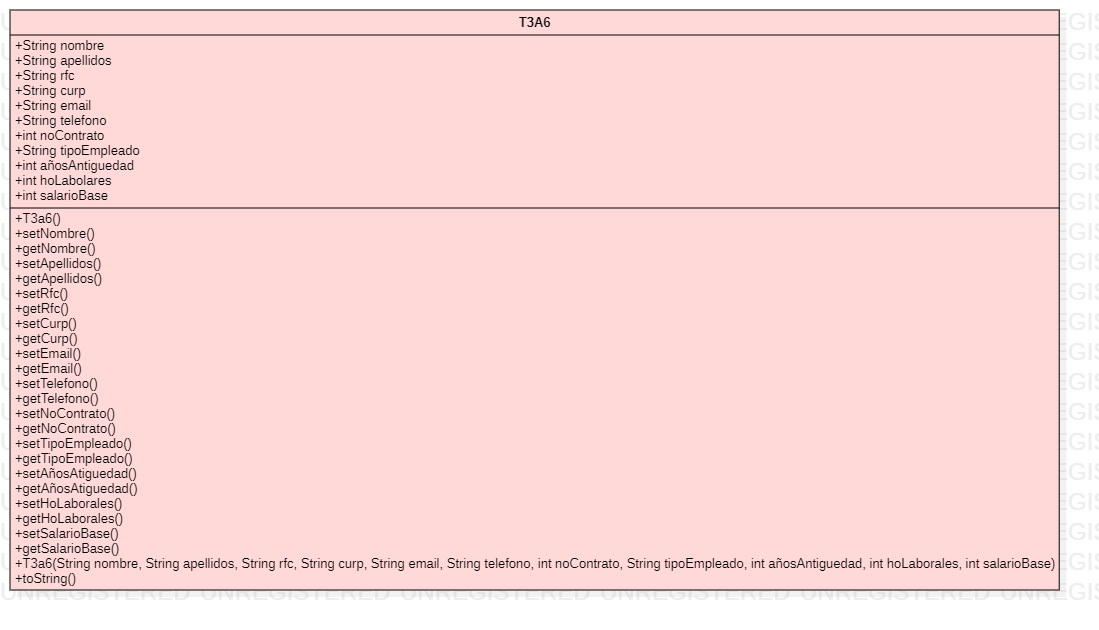 T3A6
+String nombre
+String apellidos
+String rfc
+String curp
+String email
+String telefono
+int noContrato
+String tipoEmpleado
+int añosAntiguedad
+int hoLabolares
+int salarioBase
+T3a6()
+setNombre()
+getNombre()
+setApellidos()
+getApellidos()
+setRfc()
+getRfc()
+setCurp()
+getCurp()
+setEmail()
+getEmail()
+setTelefono()
+getTelefono()
+setNoContrato()
+getNoContrato()
+setTipoEmpleado()
+getTipoEmpleado()
+setAñosAtiguedad()
+getAñosAtiguedad()
+setHoLaborales()
+getHoLaborales()
+setSalarioBase()
+getSalarioBase()
+T3a6(String nombre, String apellidos, String rfc, String curp, String email, String telefono, int noContrato, String tipoEmpleado, int añosAntiguedad, int hoLaborales, int salarioBase)
+toString()
UNREGISTERED UNREGISTERED UNREGISTERED UNREGISTERED UNREGISTERED